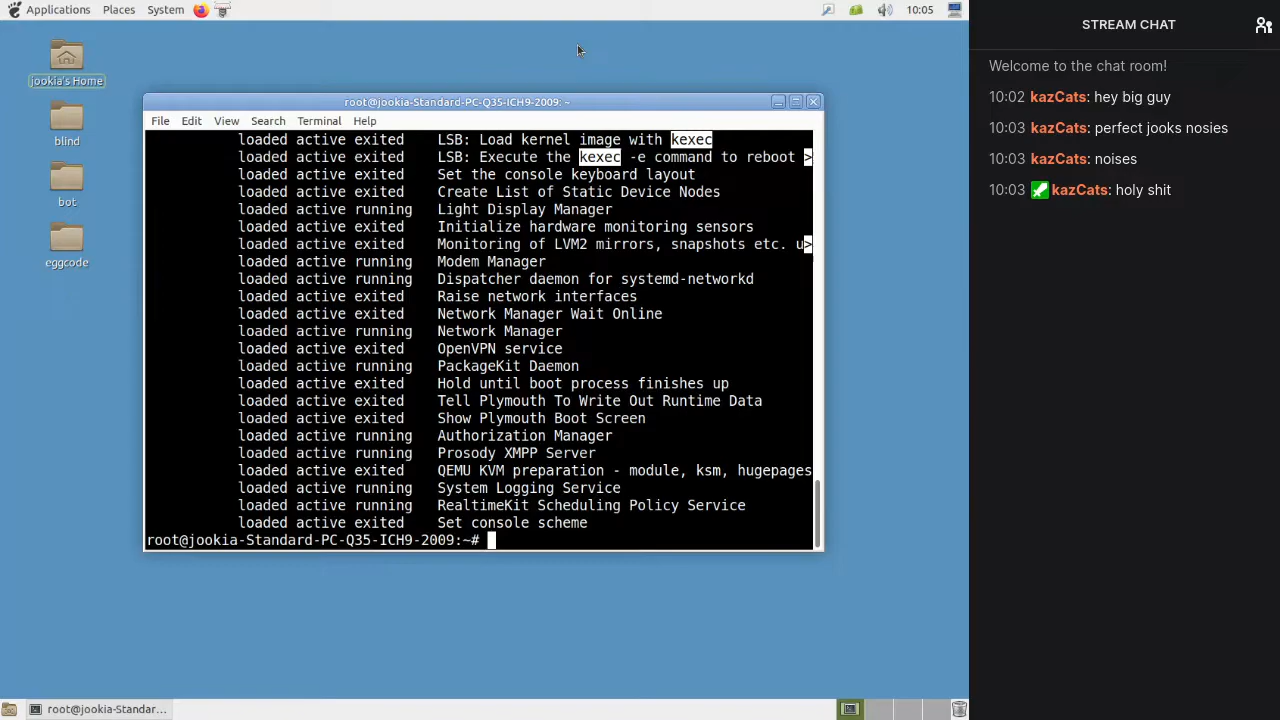 Applications Places System 10:05
STREAM CHAT
jookia's Home
blind
bot
eggcode
root@jookia-Standard-PC-Q35-ICH9-2009: ~
File Edit View Search Terminal Help
loaded active exited LSB: Load kernel image with kexec
loaded active exited LSB: Execute the kexec -e command to reboot >
loaded active exited Set the console keyboard layout
loaded active exited Create List of Static Device Nodes
loaded active running Light Display Manager
loaded active exited Initialize hardware monitoring sensors
loaded active exited Monitoring of LVM2 mirrors, snapshots etc. u>
loaded active running Modem Manager
loaded active running Dispatcher daemon for systemd-networkd
loaded active exited Raise network interfaces
loaded active exited Network Manager Wait Online
loaded active running Network Manager
loaded active exited OpenVPN service
loaded active running PackageKit Daemon
loaded active exited Hold until boot process finishes up
loaded active exited Tell Plymouth To Write Out Runtime Data
loaded active exited Show Plymouth Boot Screen
loaded active running Authorization Manager
loaded active running Prosody XMPP Server
loaded active exited QEMU KVM preparation - module, ksm, hugepages
loaded active running System Logging Service
loaded active running RealtimeKit Scheduling Policy Service
loaded active exited Set console scheme
root@jookia-Standard-PC-Q35-ICH9-2009:~#
root@jookia-Standar...
Welcome to the chat room!
10:02 kazCats: hey big guy
10:03 kazCats: perfect jooks nosies
10:03 kazCats: noises
10:03 kazCats: holy shit